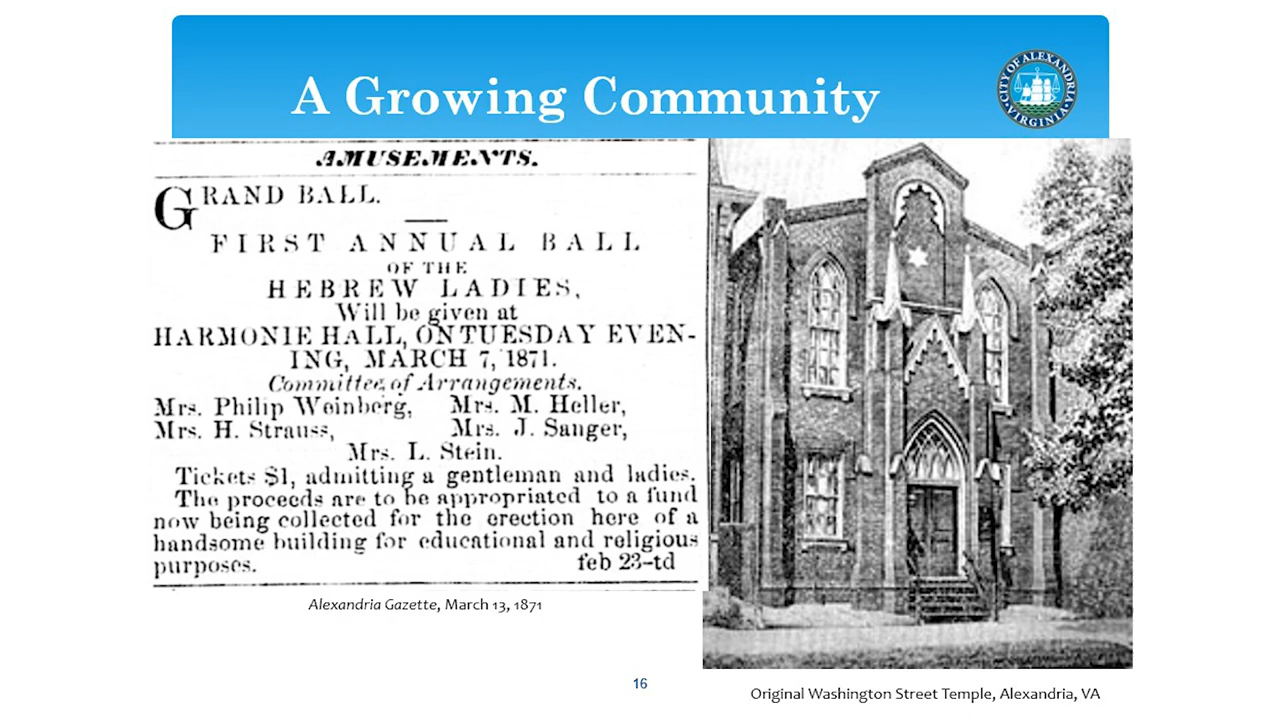 A Growing Community
CITY OF ALEXANDRIA
VIRGINIA
AMUSEMENTS.
GRAND BALL.
FIRST ANNUAL BALL
OF THE
HEBREW LADIES,
Will be given at
HARMONIE HALL, ON TUESDAY EVEN-
ING, MARCH 7, 1871.
Committee of Arrangements.
Mrs. Philip Weinberg, Mrs. M. Heller,
Mrs. H. Strauss, Mrs. J. Sanger,
Mrs. L. Stein.
Tickets $1, admitting a gentleman and ladies.
The proceeds are to be appropriated to a fund
now being collected for the erection here of a
handsome building for educational and religious
purposes. feb 23-td
Alexandria Gazette, March 13, 1871
16
Original Washington Street Temple, Alexandria, VA